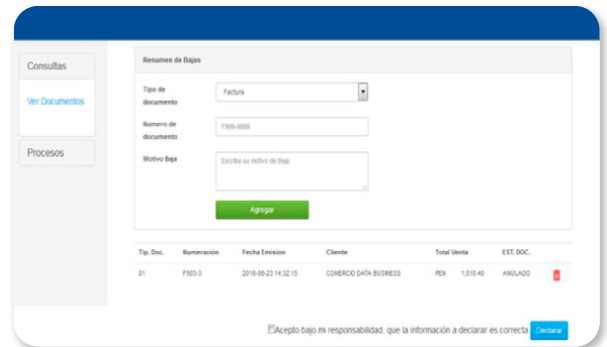 Consultas
Ver Documentos
Procesos
Resumen de Bajas
Tipo de
documento
Factura
Numero de
documento
F999-9999
Motivo Baja
Escriba su motivo de Baja
Agregar
Tip. Doc. Numeración Fecha Emision Cliente Total Venta EST. DOC.
01 F503-3 2018-08-23 14:32:15 COMERCIO DATA BUSINESS PEN 1,010.40 ANULADO
Acepto bajo mi responsabilidad, que la información a declarar es correcta Declarar